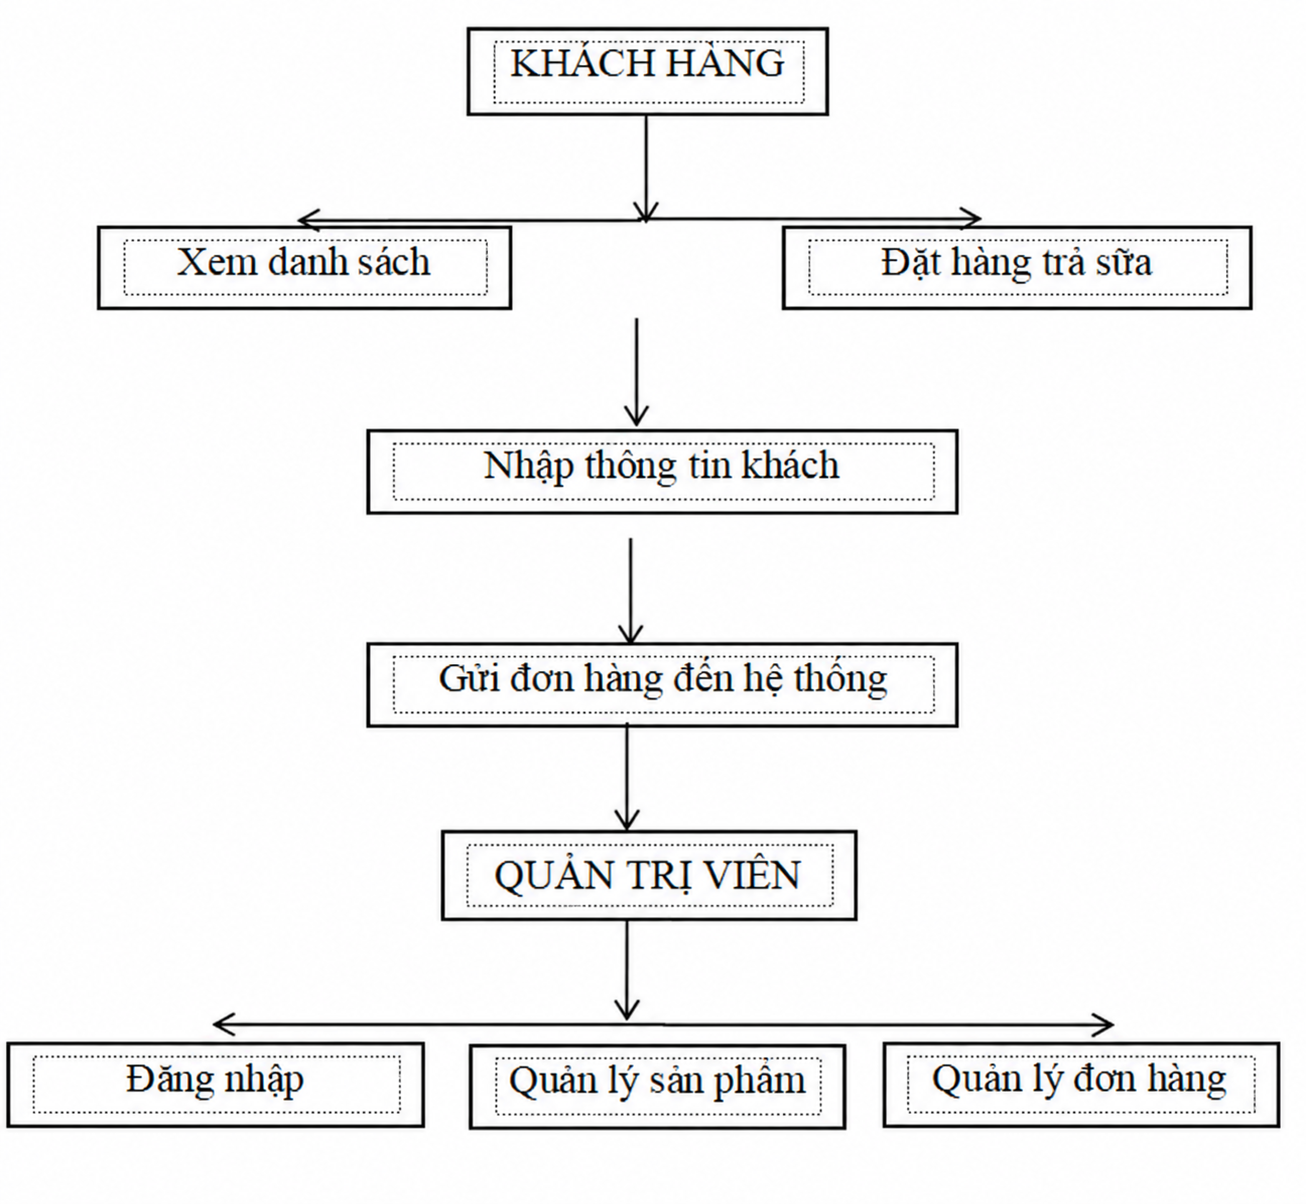 KHÁCH HÀNG
Xem danh sách
Đặt hàng trả sữa
Nhập thông tin khách
Gửi đơn hàng đến hệ thống
QUẢN TRỊ VIÊN
Đăng nhập
Quản lý sản phẩm
Quản lý đơn hàng